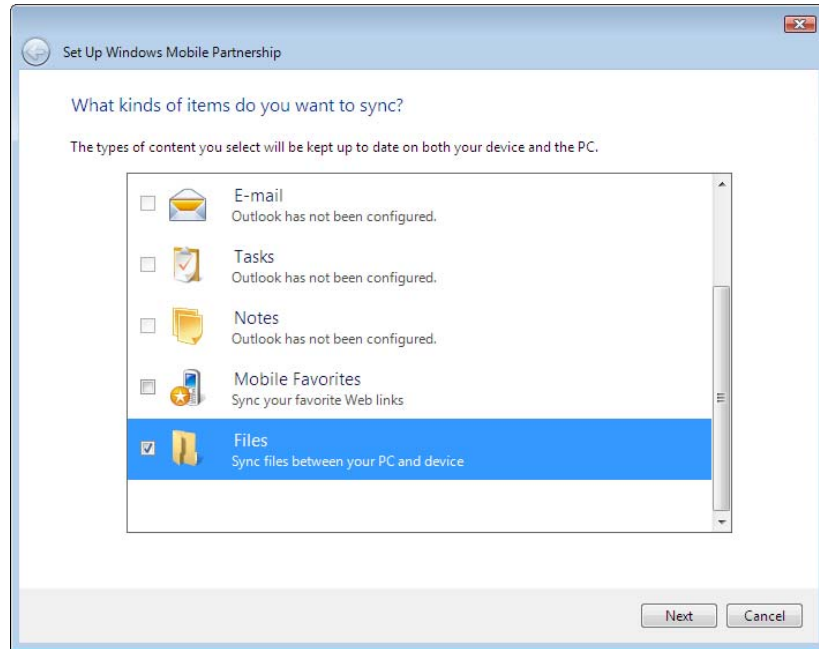 Set Up Windows Mobile Partnership
What kinds of items do you want to sync?
The types of content you select will be kept up to date on both your device and the PC.
E-mail
Outlook has not been configured.
Tasks
Outlook has not been configured.
Notes
Outlook has not been configured.
Mobile Favorites
Sync your favorite Web links
Files
Sync files between your PC and device
Next
Cancel